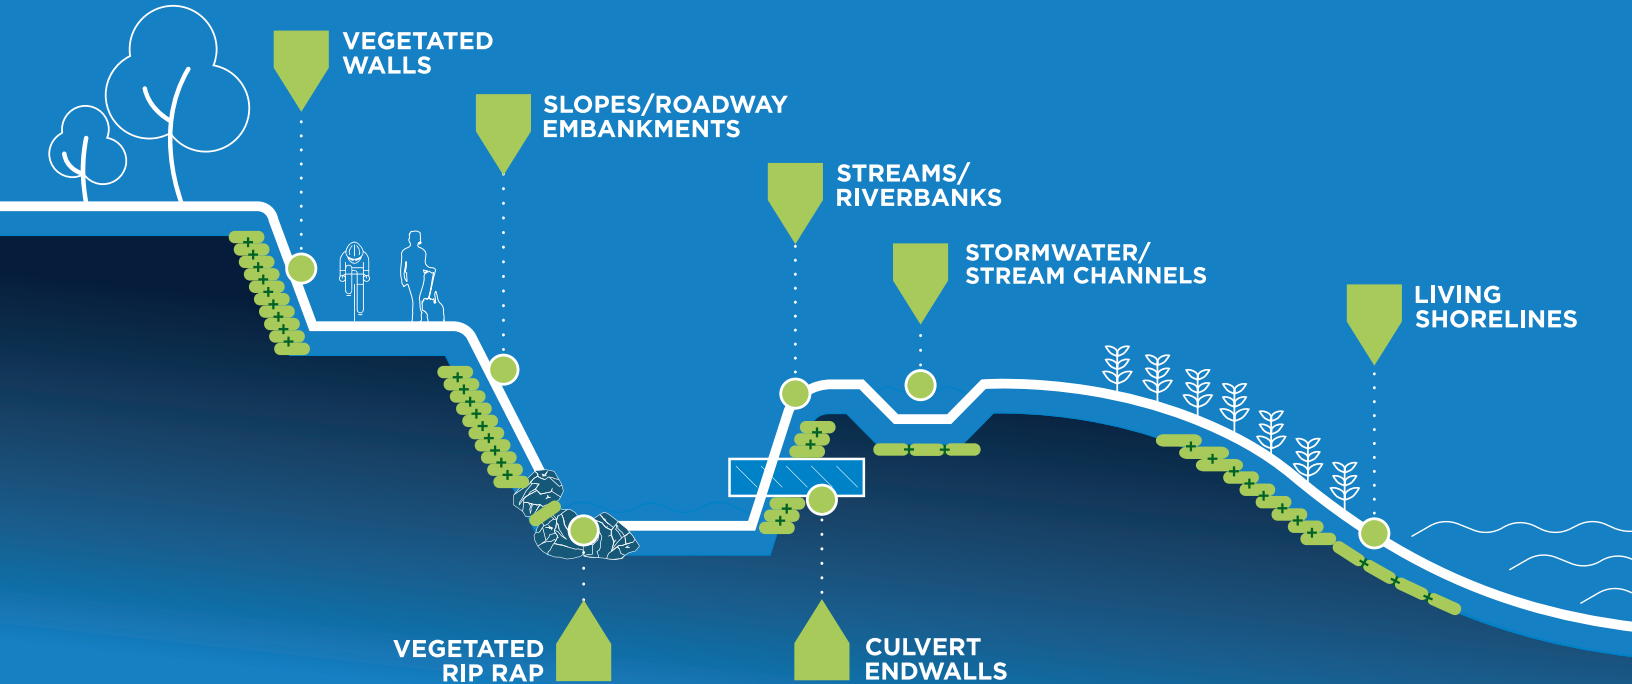 VEGETATED
WALLS
SLOPES/ROADWAY
EMBANKMENTS
STREAMS/
RIVERBANKS
STORMWATER/
STREAM CHANNELS
LIVING
SHORELINES
VEGETATED
RIP RAP
CULVERT
ENDWALLS